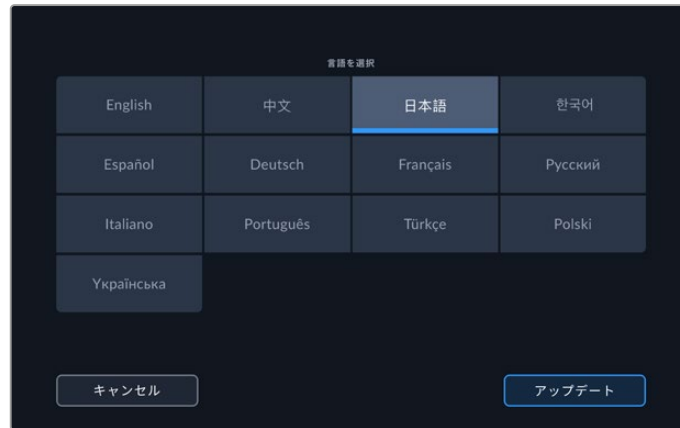 言語を選択
English 中文 日本語 한국어
Español Deutsch Français Русский
Italiano Português Türkçe Polski
Українська
キャンセル アップデート